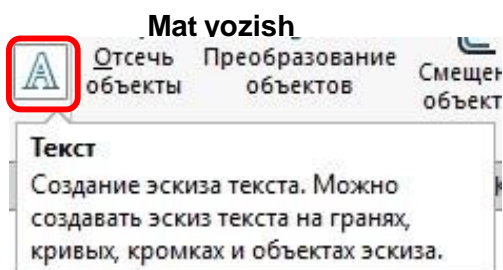 Mat yozish
Отсечь объекты
Преобразование объектов
Смещен
объект
Текст
Создание эскиза текста. Можно
создавать эскиз текста на гранях,
кривых, кромках и объектах эскиза.